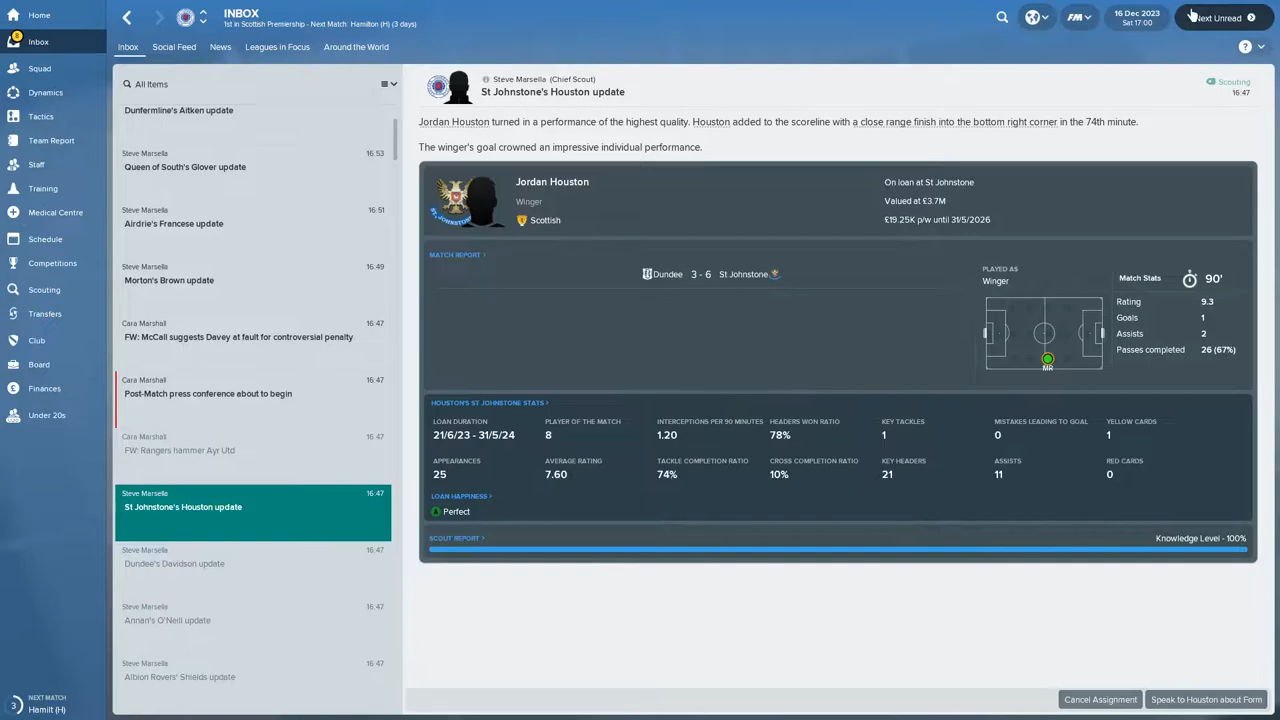 Home
INBOX
1st in Scottish Premiership - Next Match: Hamilton (H) (3 days)
FM
16 Dec 2023
Sat 17:00
Next Unread
8
Inbox
Inbox
Social Feed
News
Leagues in Focus
Around the World
?
Squad
Dynamics
Tactics
Team Report
Staff
Training
Medical Centre
Schedule
Competitions
Scouting
Transfers
Club
Board
Finances
Under 20s
3
NEXT MATCH
Hamilt (H)
All Items
Dunfermline's Aitken update
Steve Marsella 16:53
Queen of South's Glover update
Steve Marsella 16:51
Airdrie's Francese update
Steve Marsella 16:49
Morton's Brown update
Cara Marshall 16:47
FW: McCall suggests Davey at fault for controversial penalty
Cara Marshall 16:47
Post-Match press conference about to begin
Cara Marshall 16:47
FW: Rangers hammer Ayr Utd
Steve Marsella 16:47
St Johnstone's Houston update
Steve Marsella 16:47
Dundee's Davidson update
Steve Marsella 16:47
Annan's O'Neill update
Steve Marsella 16:47
Albion Rovers' Shields update
Steve Marsella (Chief Scout)
St Johnstone's Houston update
Scouting
16:47
Jordan Houston turned in a performance of the highest quality. Houston added to the scoreline with a close range finish into the bottom right corner in the 74th minute.
The winger's goal crowned an impressive individual performance.
Jordan Houston
Winger
Scottish
On loan at St Johnstone
Valued at £3.7M
£19.25K p/w until 31/5/2026
MATCH REPORT >
Dundee 3 - 6 St Johnstone
PLAYED AS
Winger
MR
Match Stats 90'
Rating 9.3
Goals 1
Assists 2
Passes completed 26 (67%)
HOUSTON'S ST JOHNSTONE STATS >
LOAN DURATION PLAYER OF THE MATCH INTERCEPTIONS PER 90 MINUTES HEADERS WON RATIO KEY TACKLES MISTAKES LEADING TO GOAL YELLOW CARDS
21/6/23 - 31/5/24 8 1.20 78% 1 0 1
APPEARANCES AVERAGE RATING TACKLE COMPLETION RATIO CROSS COMPLETION RATIO KEY HEADERS ASSISTS RED CARDS
25 7.60 74% 10% 21 11 0
LOAN HAPPINESS >
Perfect
SCOUT REPORT >
Knowledge Level - 100%
Cancel Assignment
Speak to Houston about Form